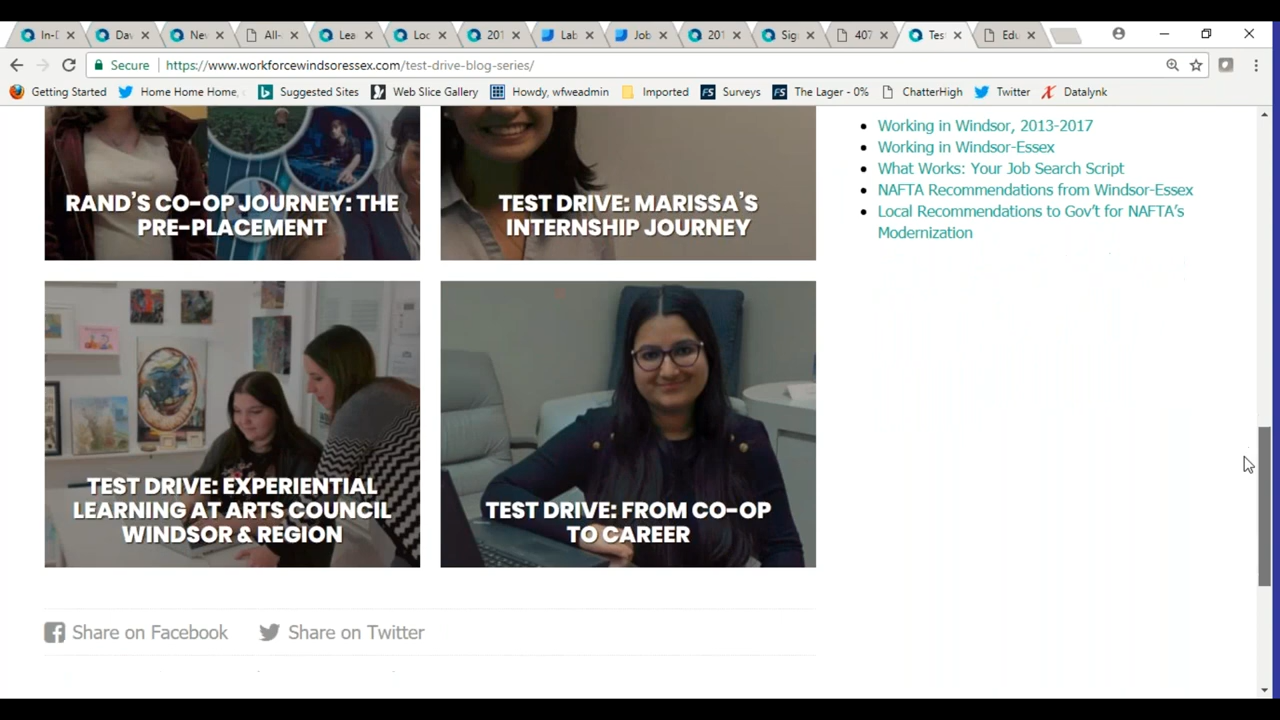 In-D
Dav
Nev
All-
Lea
Loc
201
Lab
Job
201
Sig
407
Tes
Edu
Secure
https://www.workforcewindsoressex.com/test-drive-blog-series/
Getting Started
Home Home Home,
Suggested Sites
Web Slice Gallery
Howdy, wfweadmin
Imported
Surveys
The Lager - 0%
ChatterHigh
Twitter
Datalynk
RAND’S CO-OP JOURNEY: THE
PRE-PLACEMENT
TEST DRIVE: MARISSA’S
INTERNSHIP JOURNEY
TEST DRIVE: EXPERIENTIAL
LEARNING AT ARTS COUNCIL
WINDSOR & REGION
TEST DRIVE: FROM CO-OP
TO CAREER
Share on Facebook
Share on Twitter
Working in Windsor, 2013-2017
Working in Windsor-Essex
What Works: Your Job Search Script
NAFTA Recommendations from Windsor-Essex
Local Recommendations to Gov’t for NAFTA’s
Modernization